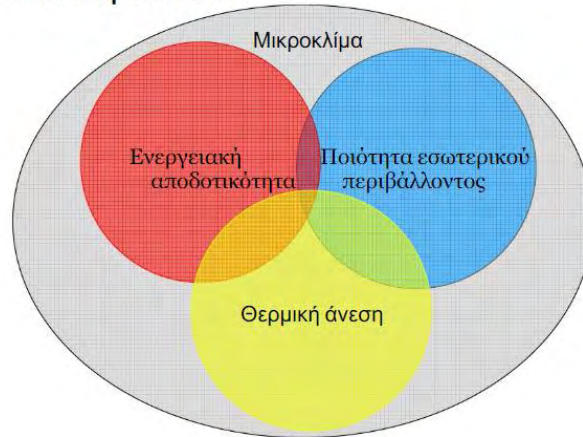 Μικροκλίμα
Ενεργειακή
αποδοτικότητα
Ποιότητα εσωτερικού
περιβάλλοντος
Θερμική άνεση